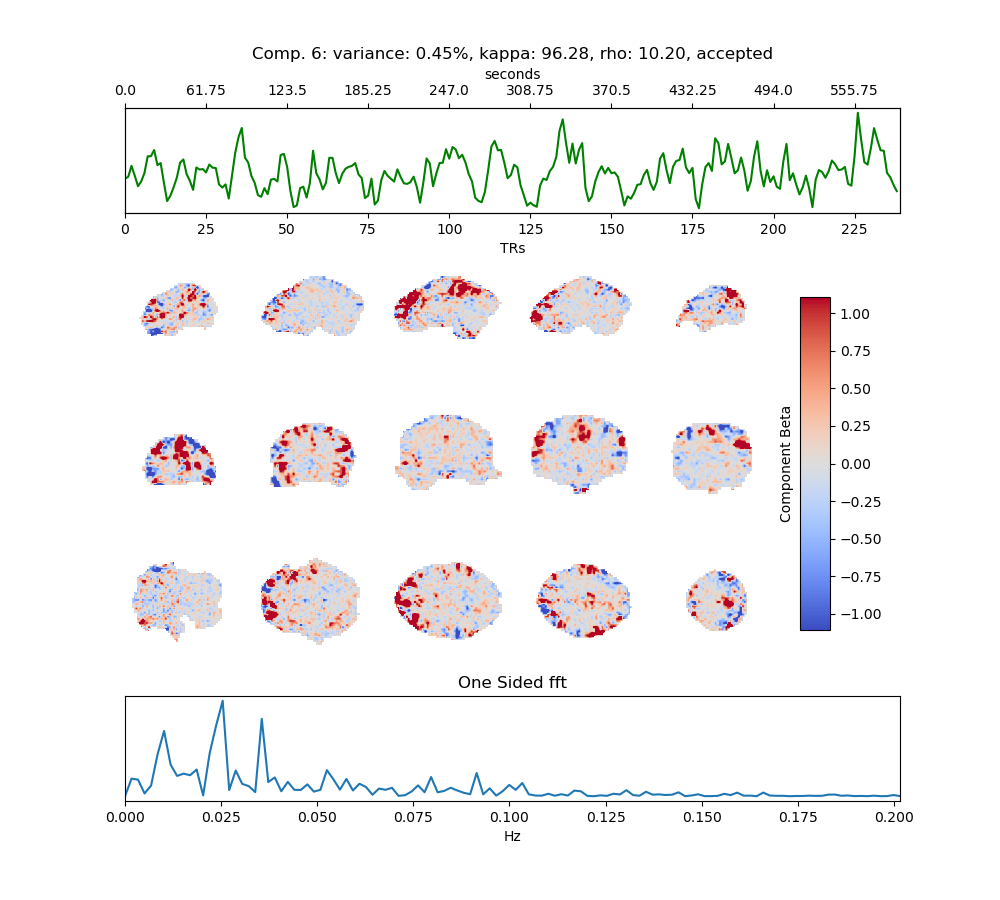 Comp. 6: variance: 0.45%, kappa: 96.28, rho: 10.20, accepted
seconds
0.0 61.75 123.5 185.25 247.0 308.75 370.5 432.25 494.0 555.75
0 25 50 75 100 125 150 175 200 225
TRs
1.00
0.75
0.50
0.25
0.00
−0.25
−0.50
−0.75
−1.00
Component Beta
One Sided fft
0.000 0.025 0.050 0.075 0.100 0.125 0.150 0.175 0.200
Hz